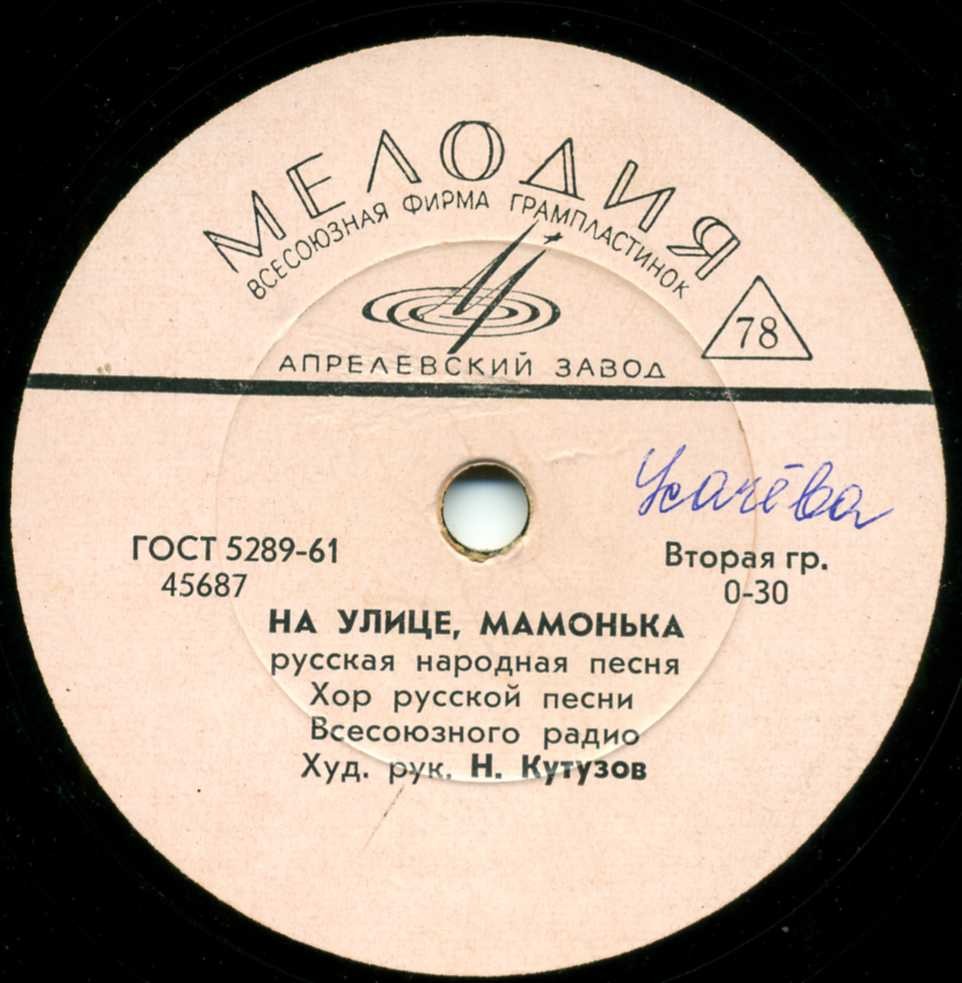 МЕЛОДИЯ
ВСЕСОЮЗНАЯ ФИРМА ГРАМПЛАСТИНОК
78
АПРЕЛЕВСКИЙ ЗАВОД
Усачёва
ГОСТ 5289-61
45687
Вторая гр.
0-30
НА УЛИЦЕ, МАМОНЬКА
русская народная песня
Хор русской песни
Всесоюзного радио
Худ. рук. Н. Кутузов